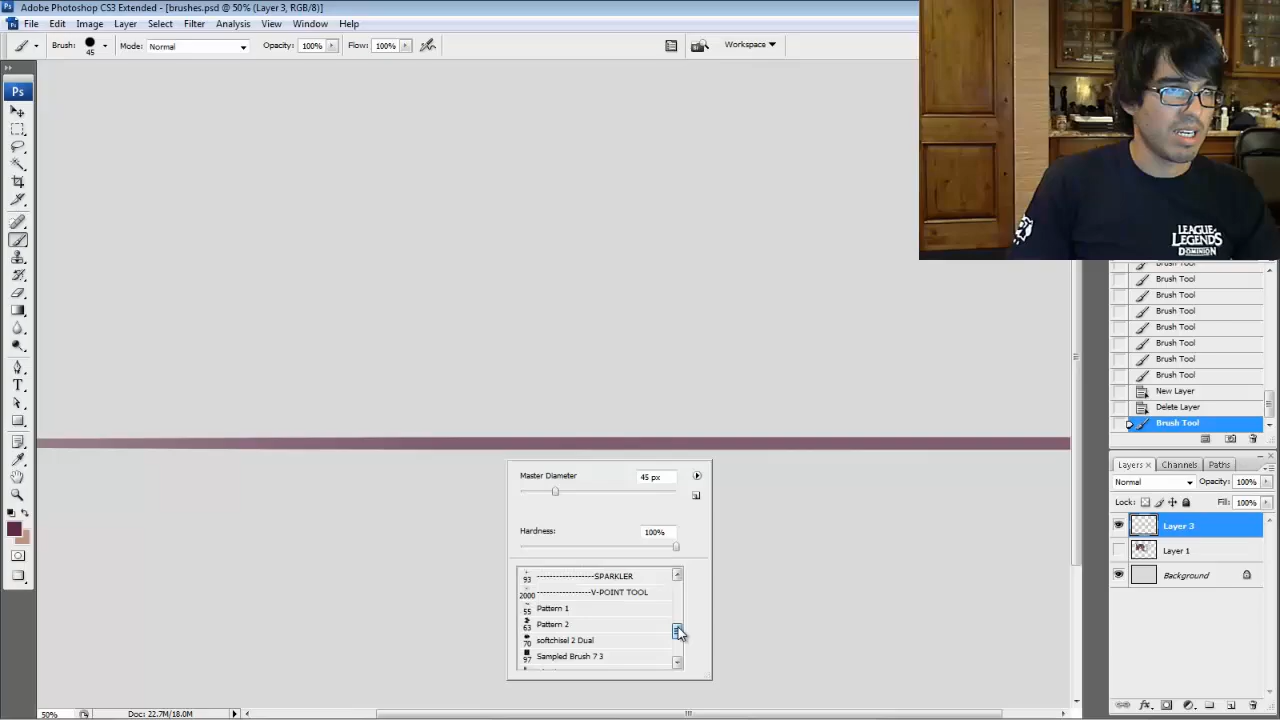 Adobe Photoshop CS3 Extended - [brushes.psd @ 50% (Layer 3, RGB/8)]
File Edit Image Layer Select Filter Analysis View Window Help
Brush: 45 Mode: Normal Opacity: 100% Flow: 100% Workspace
Ps
LEAGUE
LEGENDS
DOMINION
Brush Tool
Brush Tool
Brush Tool
Brush Tool
Brush Tool
Brush Tool
Brush Tool
Brush Tool
New Layer
Delete Layer
Brush Tool
Layers Channels Paths
Normal Opacity: 100%
Lock: Fill: 100%
Layer 3
Layer 1
Background
Master Diameter 45 px
Hardness: 100%
93 ------------------SPARKLER
2000 -----------------V-POINT TOOL
55 Pattern 1
63 Pattern 2
70 softchisel 2 Dual
97 Sampled Brush 7 3
T
50% Doc: 22.7M/18.0M